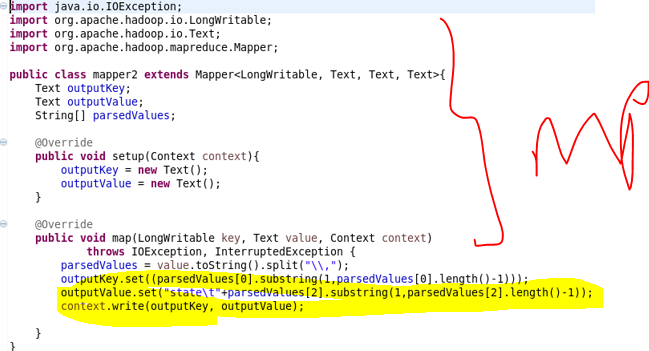 import java.io.IOException;
import org.apache.hadoop.io.LongWritable;
import org.apache.hadoop.io.Text;
import org.apache.hadoop.mapreduce.Mapper;
public class mapper2 extends Mapper<LongWritable, Text, Text, Text>{
Text outputKey;
Text outputValue;
String[] parsedValues;
@Override
public void setup(Context context){
outputKey = new Text();
outputValue = new Text();
}
@Override
public void map(LongWritable key, Text value, Context context)
throws IOException, InterruptedException {
parsedValues = value.toString().split("\\,");
outputKey.set((parsedValues[0].substring(1,parsedValues[0].length()-1)));
outputValue.set("state\t"+parsedValues[2].substring(1,parsedValues[2].length()-1));
context.write(outputKey, outputValue);
}
}